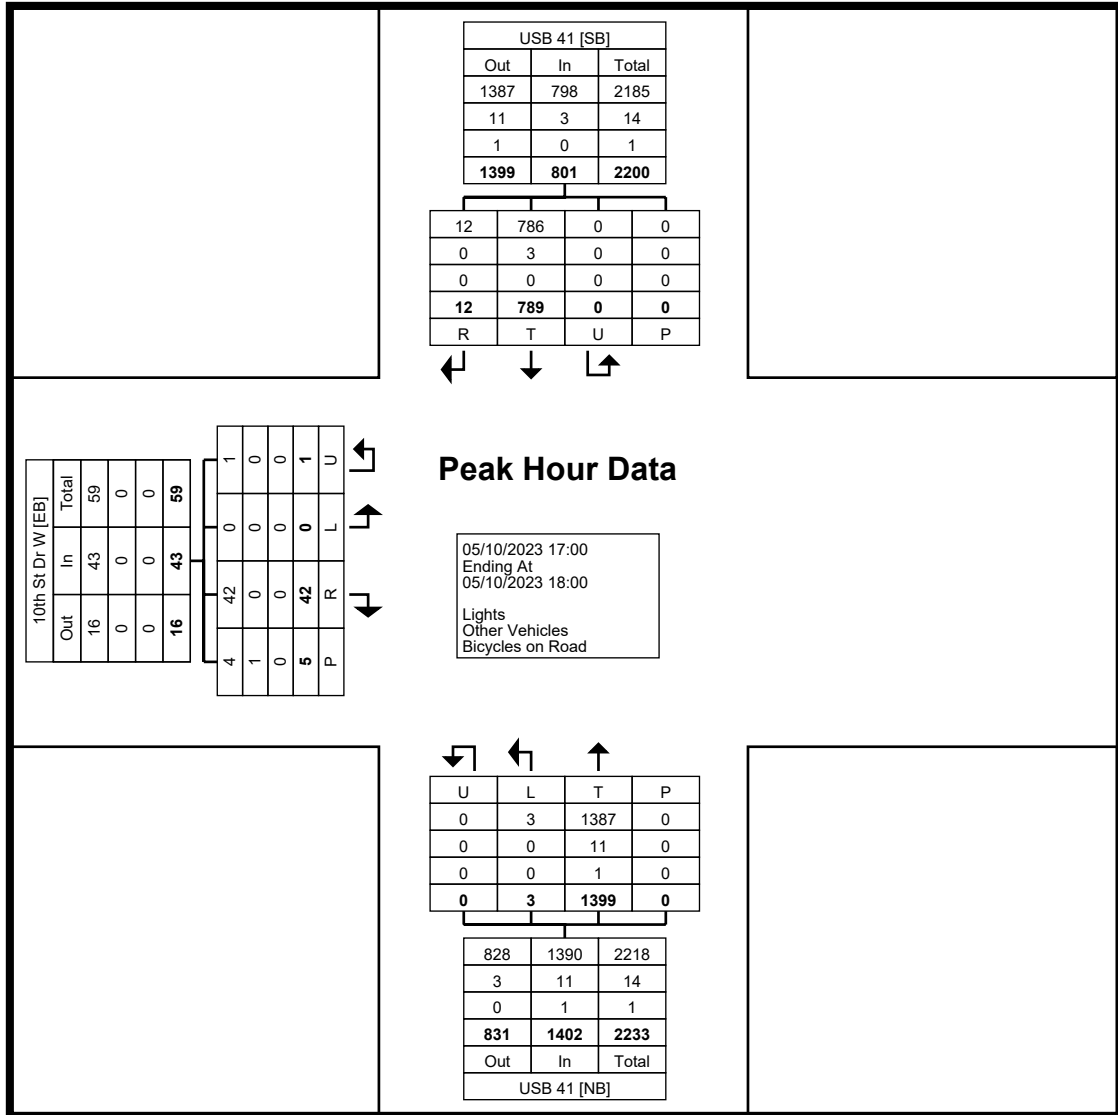 USB 41 [SB]
Out In Total
1387 798 2185
11 3 14
1 0 1
1399 801 2200
12 786 0 0
0 3 0 0
0 0 0 0
12 789 0 0
R T U P
Peak Hour Data
10th St Dr W [EB]
Out In Total
16 43 59
0 0 0
0 0 0
16 43 59
4 42 0 1
1 0 0 0
0 0 0 0
5 42 0 1
P R L U
05/10/2023 17:00
Ending At
05/10/2023 18:00
Lights
Other Vehicles
Bicycles on Road
U L T P
0 3 1387 0
0 0 11 0
0 0 1 0
0 3 1399 0
828 1390 2218
3 11 14
0 1 1
831 1402 2233
Out In Total
USB 41 [NB]